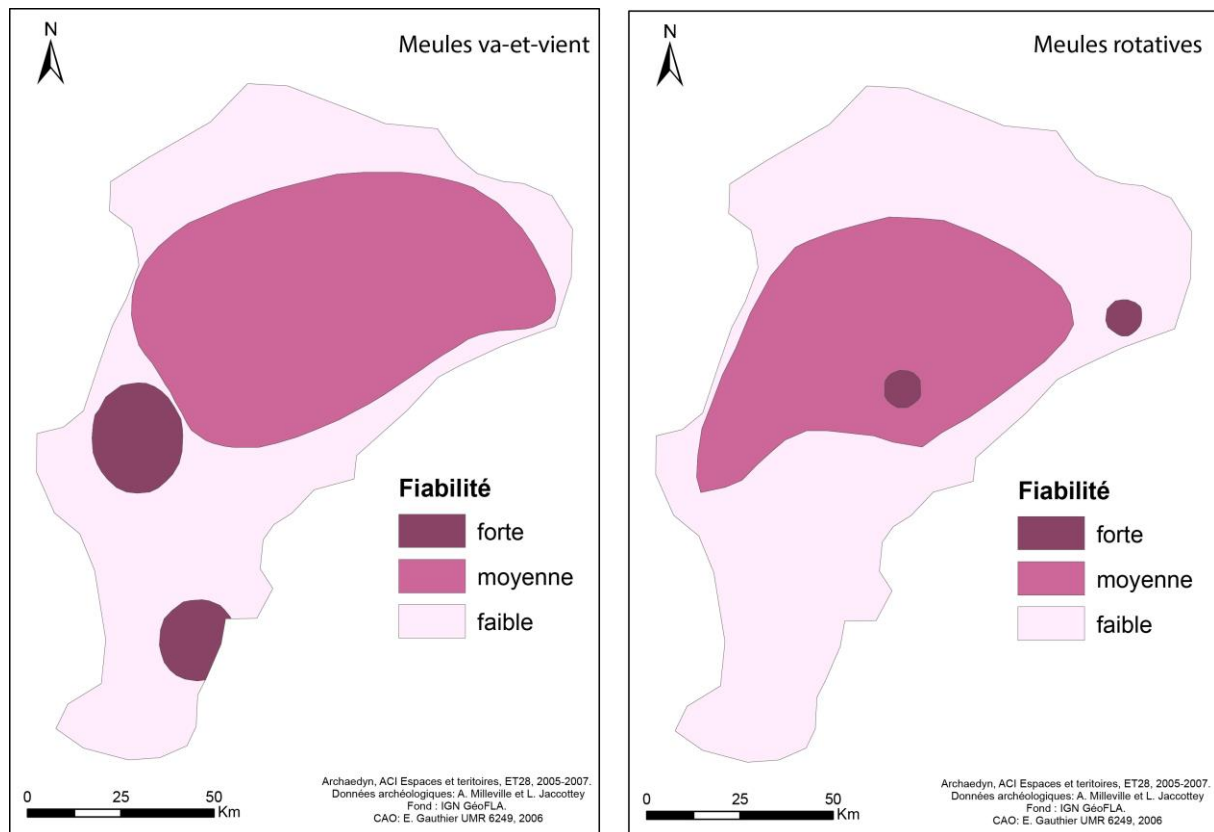 N
Meules va-et-vient
Fiabilité
forte
moyenne
faible
0 25 50
Km
Archaedyn, ACI Espaces et teritoires, ET28, 2005-2007.
Données archéologiques: A. Milleville et L. Jaccottey
Fond : IGN GéoFLA.
CAO: E. Gauthier UMR 6249, 2006
N
Meules rotatives
Fiabilité
forte
moyenne
faible
0 25 50
Km
Archaedyn, ACI Espaces et teritoires, ET28, 2005-2007.
Données archéologiques: A. Milleville et L. Jaccottey
Fond : IGN GéoFLA.
CAO: E. Gauthier UMR 6249, 2006